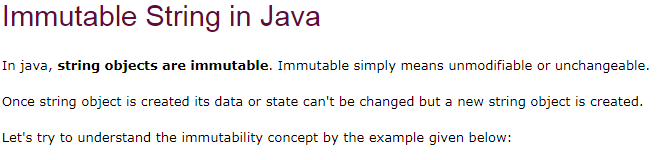 Immutable String in Java
In java, string objects are immutable. Immutable simply means unmodifiable or unchangeable.
Once string object is created its data or state can't be changed but a new string object is created.
Let's try to understand the immutability concept by the example given below: